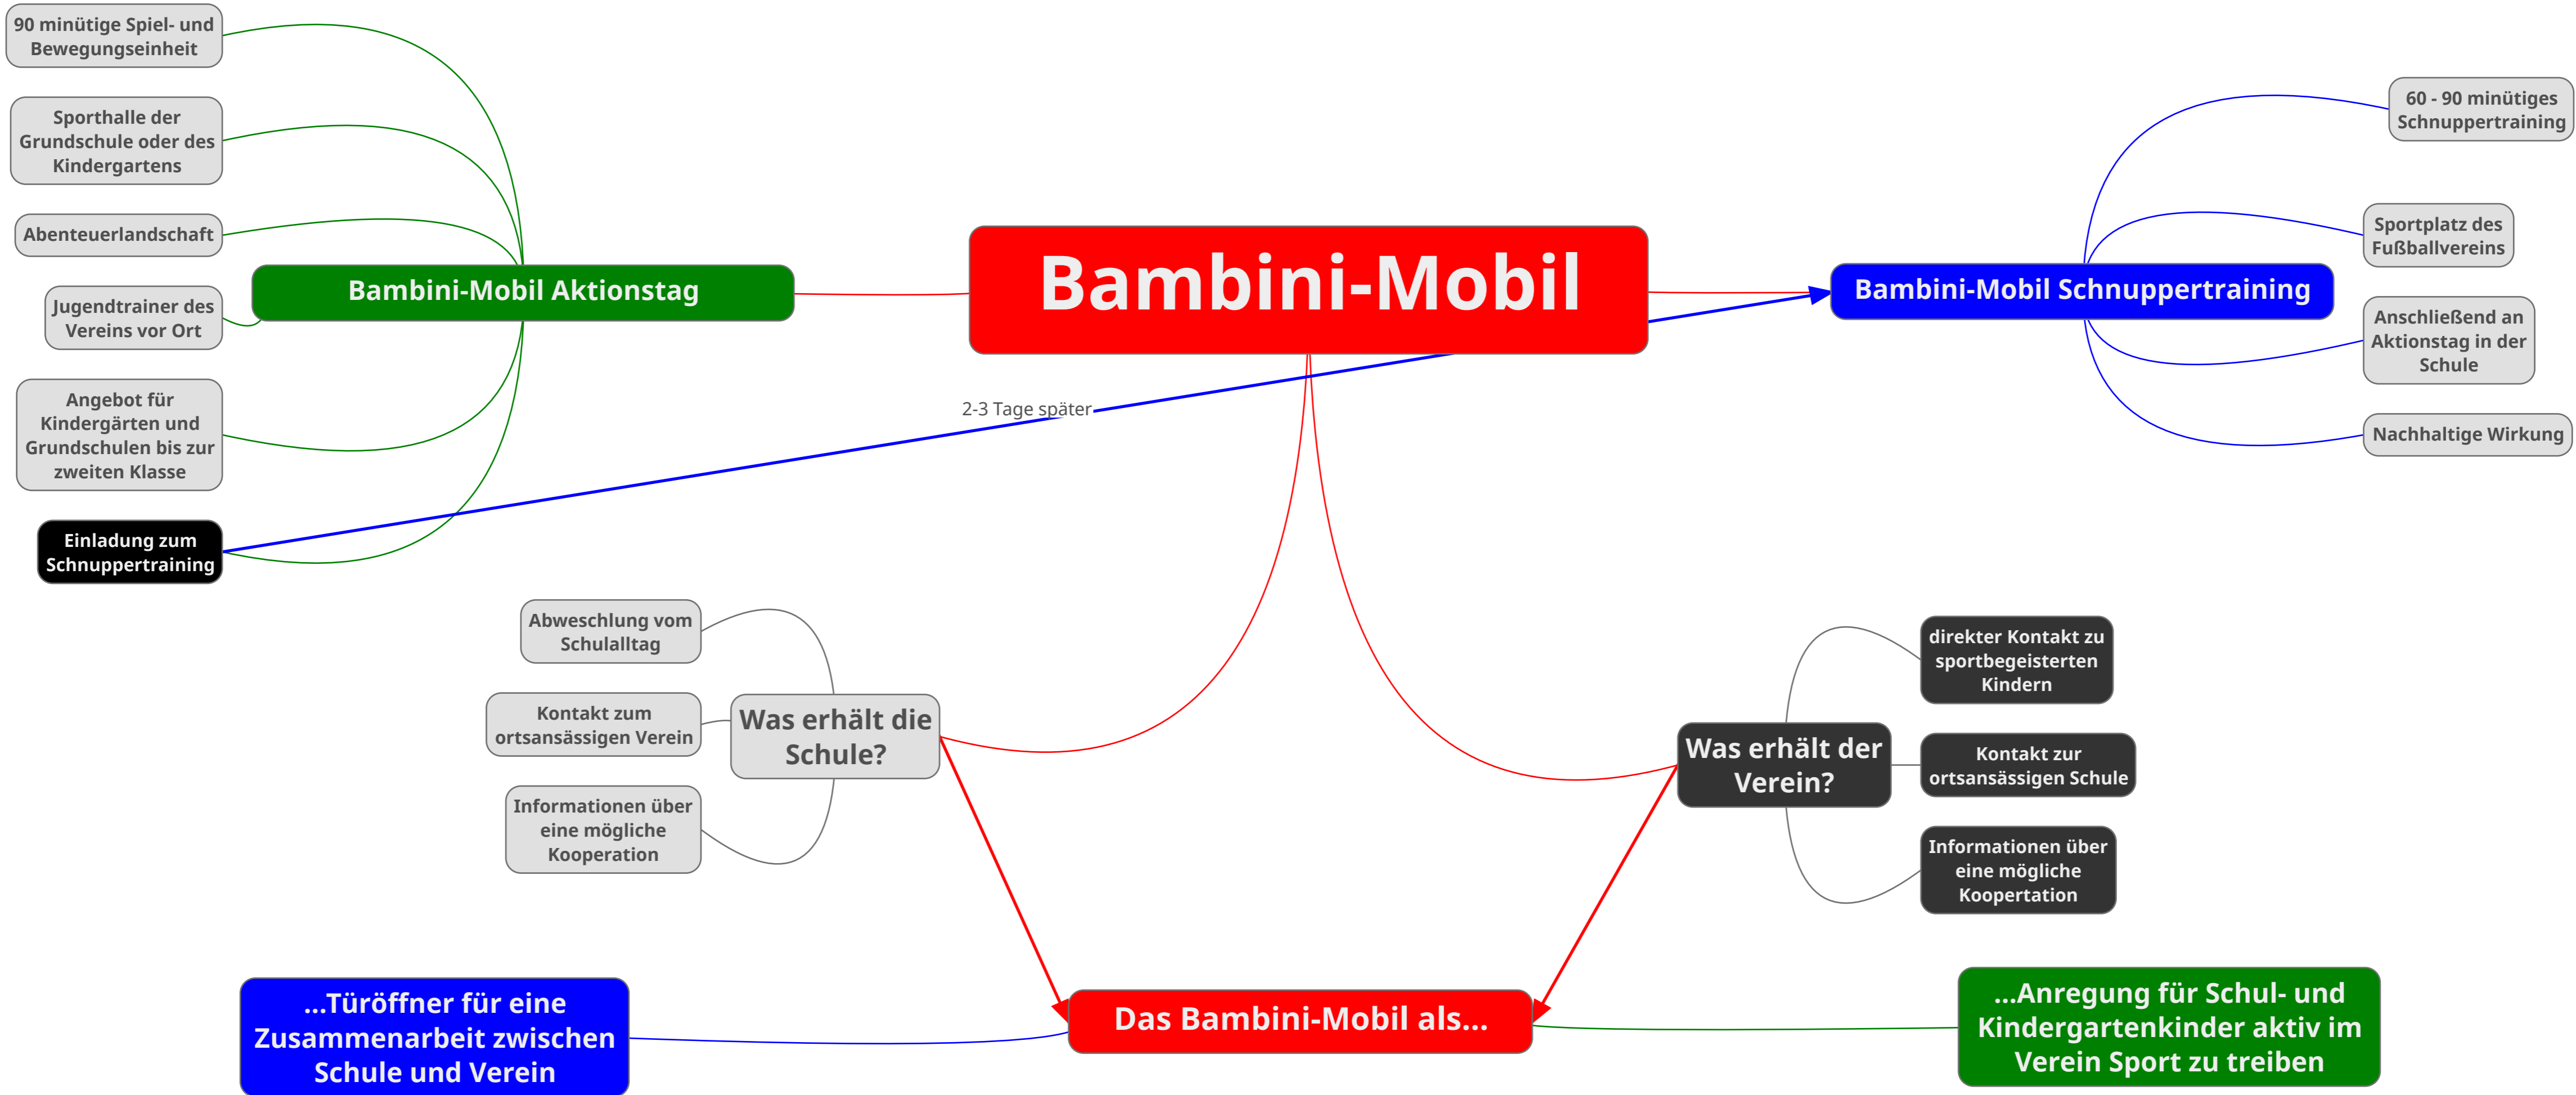 90 minütige Spiel- und
Bewegungseinheit
Sporthalle der
Grundschule oder des
Kindergartens
Abenteuerlandschaft
Jugendtrainer des
Vereins vor Ort
Angebot für
Kindergärten und
Grundschulen bis zur
zweiten Klasse
Einladung zum
Schnuppertraining
Bambini-Mobil Aktionstag
Bambini-Mobil
2-3 Tage später
Bambini-Mobil Schnuppertraining
60 - 90 minütiges
Schnuppertraining
Sportplatz des
Fußballvereins
Anschließend an
Aktionstag in der
Schule
Nachhaltige Wirkung
Abweschlung vom
Schulalltag
Kontakt zum
ortsansässigen Verein
Informationen über
eine mögliche
Kooperation
Was erhält die
Schule?
Was erhält der
Verein?
direkter Kontakt zu
sportbegeisterten
Kindern
Kontakt zur
ortsansässigen Schule
Informationen über
eine mögliche
Koopertation
...Türöffner für eine
Zusammenarbeit zwischen
Schule und Verein
Das Bambini-Mobil als...
...Anregung für Schul- und
Kindergartenkinder aktiv im
Verein Sport zu treiben